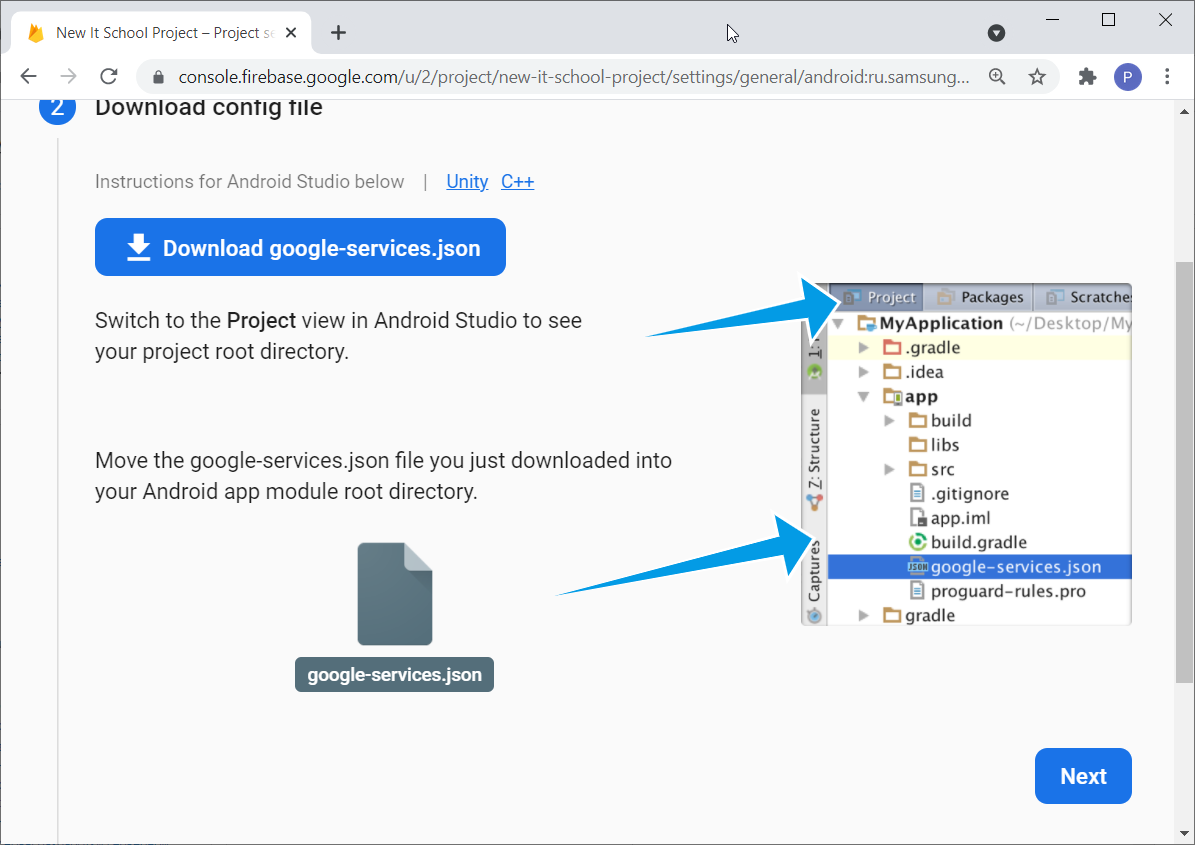 New It School Project – Project se
console.firebase.google.com/u/2/project/new-it-school-project/settings/general/android:ru.samsung...
P
2 Download config file
Instructions for Android Studio below | Unity C++
Download google-services.json
Switch to the Project view in Android Studio to see
your project root directory.
Move the google-services.json file you just downloaded into
your Android app module root directory.
google-services.json
Project Packages Scratches
MyApplication (~/Desktop/My
.gradle
.idea
app
build
libs
src
.gitignore
app.iml
build.gradle
JSON google-services.json
proguard-rules.pro
gradle
1:
Z: Structure
Captures
Next